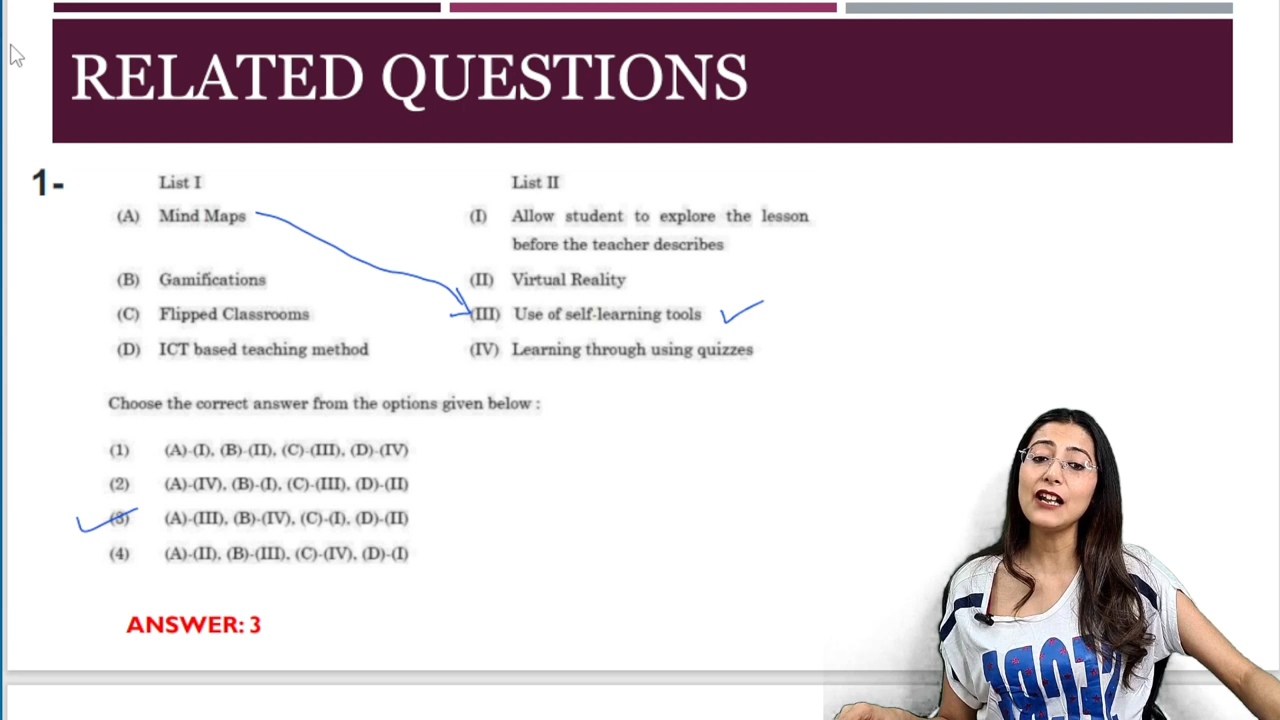 RELATED QUESTIONS
1-
List I List II
(A) Mind Maps (I) Allow student to explore the lesson
before the teacher describes
(B) Gamifications (II) Virtual Reality
(C) Flipped Classrooms (III) Use of self-learning tools
(D) ICT based teaching method (IV) Learning through using quizzes
Choose the correct answer from the options given below :
(1) (A)-(I), (B)-(II), (C)-(III), (D)-(IV)
(2) (A)-(IV), (B)-(I), (C)-(III), (D)-(II)
(3) (A)-(III), (B)-(IV), (C)-(I), (D)-(II)
(4) (A)-(II), (B)-(III), (C)-(IV), (D)-(I)
ANSWER: 3